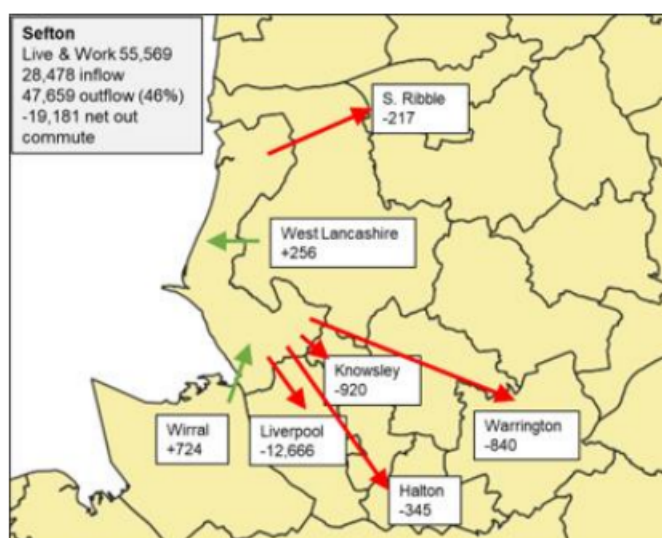 Sefton
Live & Work 55,569
28,478 inflow
47,659 outflow (46%)
-19,181 net out
commute
S. Ribble
-217
West Lancashire
+256
Knowsley
-920
Wirral
+724
Liverpool
-12,666
Warrington
-840
Halton
-345